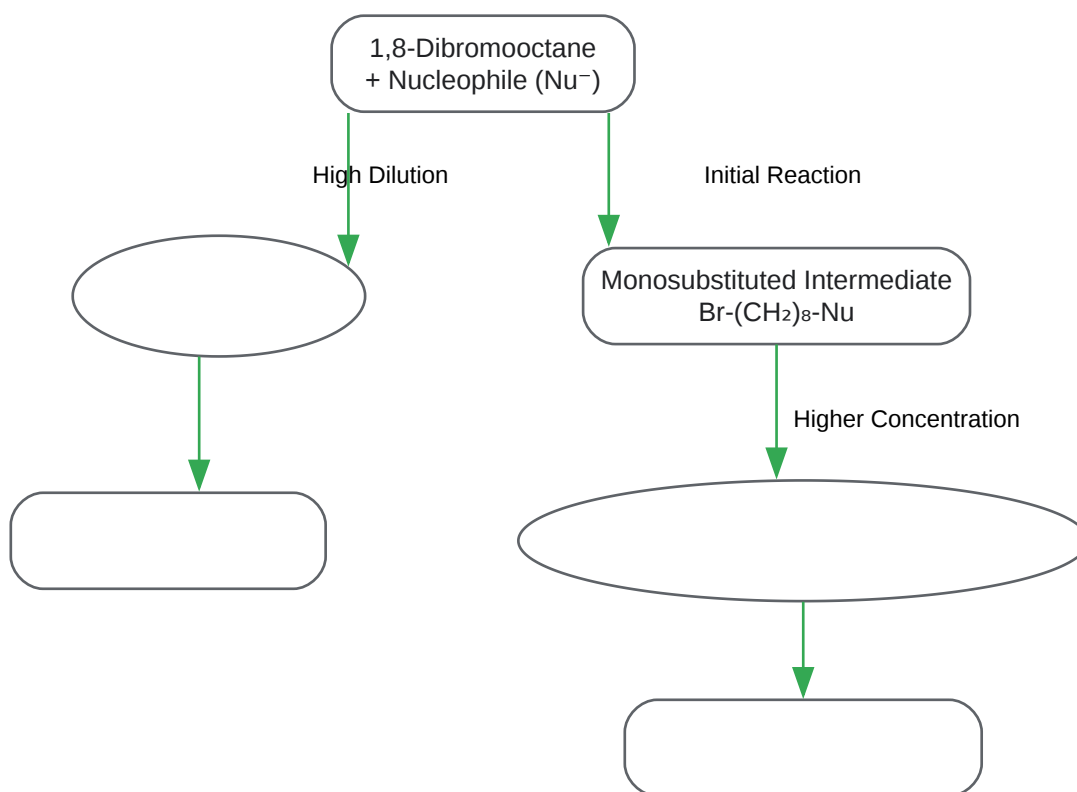 1,8-Dibromooctane
+ Nucleophile (Nu⁻)
High Dilution
Initial Reaction
Monosubstituted Intermediate
Br-(CH₂)₈-Nu
Higher Concentration